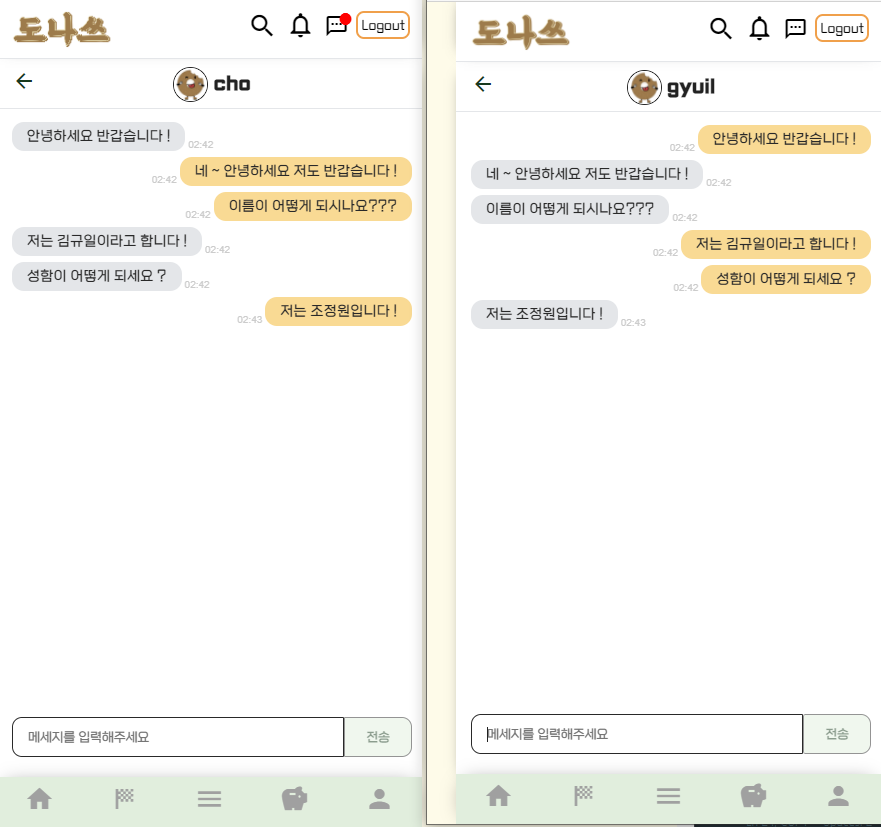 도나쓰
Logout
cho
안녕하세요 반갑습니다 !
02:42
네 ~ 안녕하세요 저도 반갑습니다 !
02:42
이름이 어떻게 되시나요???
02:42
저는 김규일이라고 합니다 !
02:42
성함이 어떻게 되세요 ?
02:42
저는 조정원입니다 !
02:43
메세지를 입력해주세요
전송
도나쓰
Logout
gyuil
안녕하세요 반갑습니다 !
02:42
네 ~ 안녕하세요 저도 반갑습니다 !
02:42
이름이 어떻게 되시나요???
02:42
저는 김규일이라고 합니다 !
02:42
성함이 어떻게 되세요 ?
02:42
저는 조정원입니다 !
02:43
메세지를 입력해주세요
전송